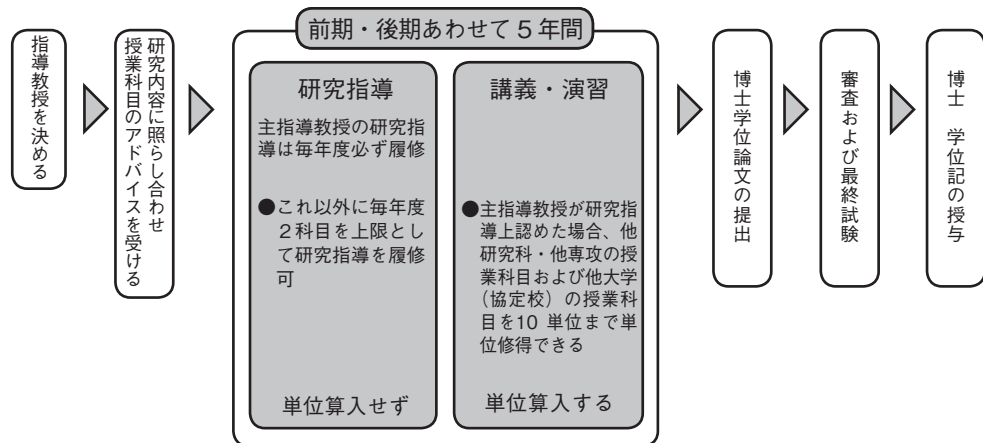 指導教授を決める
研究内容に照らし合わせ
授業科目のアドバイスを受ける
前期・後期あわせて5年間
研究指導
主指導教授の研究指
導は毎年度必ず履修
●これ以外に毎年度
2科目を上限とし
て研究指導を履修
可
単位算入せず
講義・演習
●主指導教授が研究指
導上認めた場合、他
研究科・他専攻の授
業科目および他大学
(協定校)の授業科
目を10 単位まで単
位修得できる
単位算入する
博士学位論文の提出
審査および最終試験
博士 学位記の授与